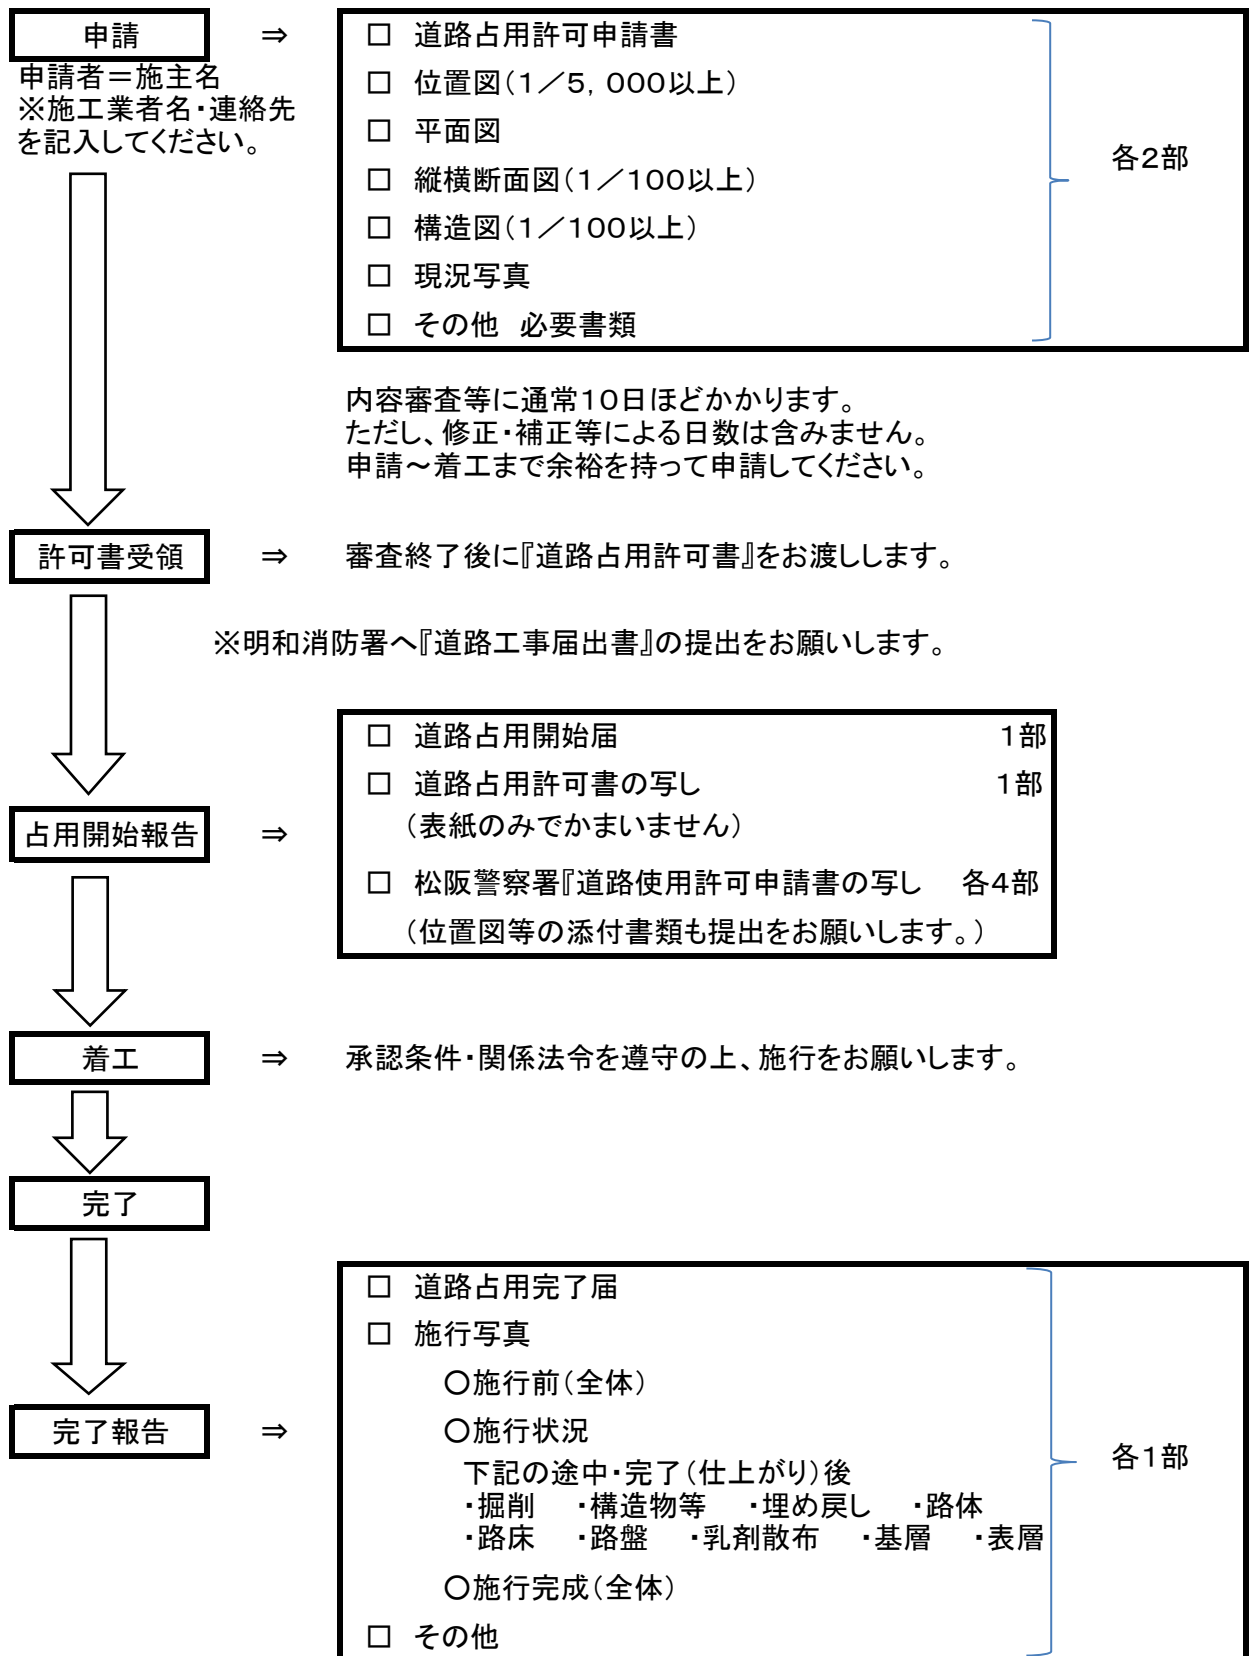 申請 ⇒ □ 道路占用許可申請書
申請者＝施主名
※施工業者名・連絡先
を記入してください。
□ 位置図（１／５，０００以上）
□ 平面図
□ 縦横断面図（１／１００以上）
□ 構造図（１／１００以上）
□ 現況写真
□ その他　必要書類
各２部
内容審査等に通常１０日ほどかかります。
ただし、修正・補正等による日数は含みません。
申請～着工まで余裕を持って申請してください。
許可書受領 ⇒ 審査終了後に『道路占用許可書』をお渡しします。
※明和消防署へ『道路工事届出書』の提出をお願いします。
占用開始報告 ⇒
□ 道路占用開始届 １部
□ 道路占用許可書の写し １部
（表紙のみでかまいません）
□ 松阪警察署『道路使用許可申請書の写し 各４部
（位置図等の添付書類も提出をお願いします。）
着工 ⇒ 承認条件・関係法令を遵守の上、施行をお願いします。
完了
完了報告 ⇒
□ 道路占用完了届
□ 施行写真
○施行前（全体）
○施行状況
下記の途中・完了（仕上がり）後
・掘削 ・構造物等 ・埋め戻し ・路体
・路床 ・路盤 ・乳剤散布 ・基層 ・表層
○施行完成（全体）
□ その他
各１部